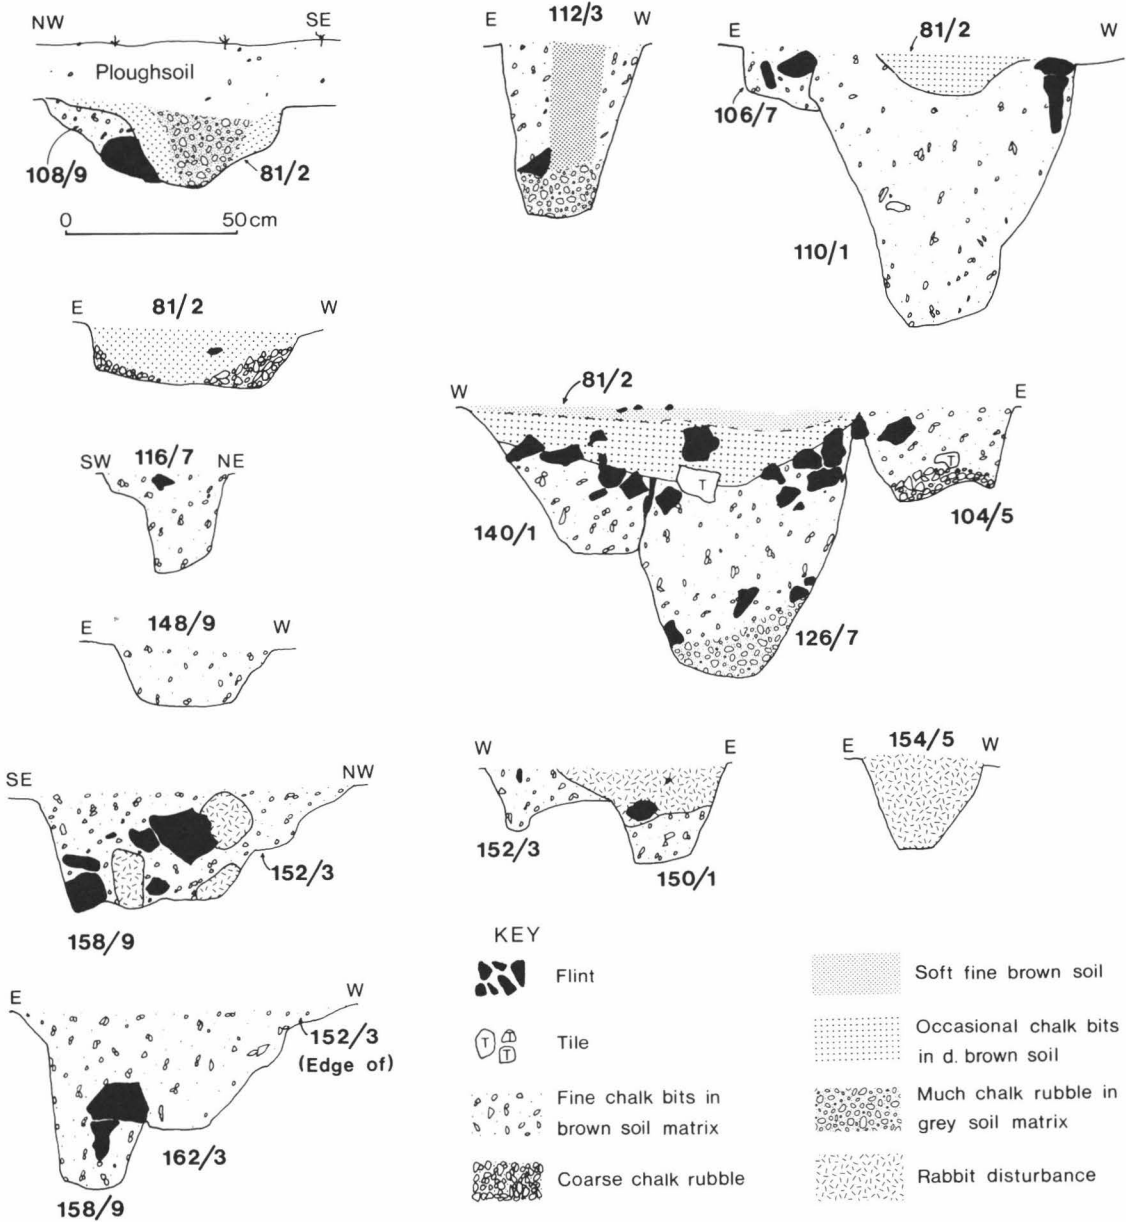 NW
SE
Ploughsoil
108/9
81/2
0
50cm
E
112/3
W
E
81/2
W
106/7
110/1
E
81/2
W
SW
116/7
NE
W
81/2
E
T
T
140/1
104/5
126/7
E
148/9
W
SE
NW
152/3
158/9
W
E
152/3
150/1
E
154/5
W
E
W
152/3
(Edge of)
162/3
158/9
KEY
Flint
T
T
T
Tile
Fine chalk bits in
brown soil matrix
Coarse chalk rubble
Soft fine brown soil
Occasional chalk bits
in d. brown soil
Much chalk rubble in
grey soil matrix
Rabbit disturbance